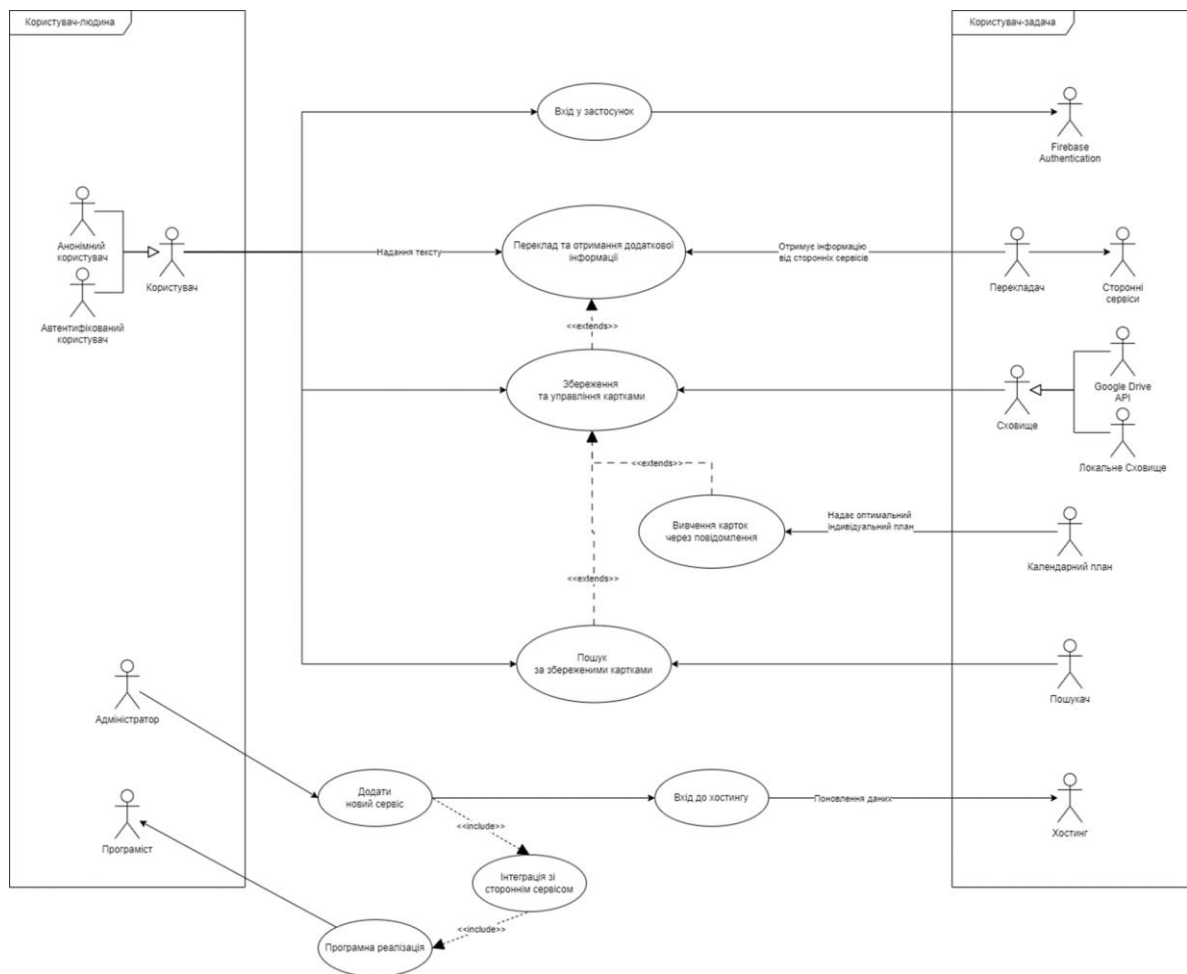 Користувач-людина
Користувач-задача
Вхід у застосунок
Firebase
Authentication
Анонімний
користувач
Користувач
Автентифікований
користувач
Надання тексту
Переклад та отримання додаткової
інформації
Отримує інформацію
від сторонніх сервісів
Перекладач
Сторонні
сервіси
<<extends>>
Збереження
та управління картками
Сховище
Google Drive
API
Локальне Сховище
<<extends>>
Вивчення карток
через повідомлення
Надає оптимальний
індивідуальний план
Календарний план
<<extends>>
Пошук
за збереженими картками
Пошукач
Адміністратор
Додати
новий сервіс
Вхід до хостингу
Поновлення даних
Хостинг
Програміст
<<include>>
Інтеграція зі
стороннім сервісом
<<include>>
Програмна реалізація